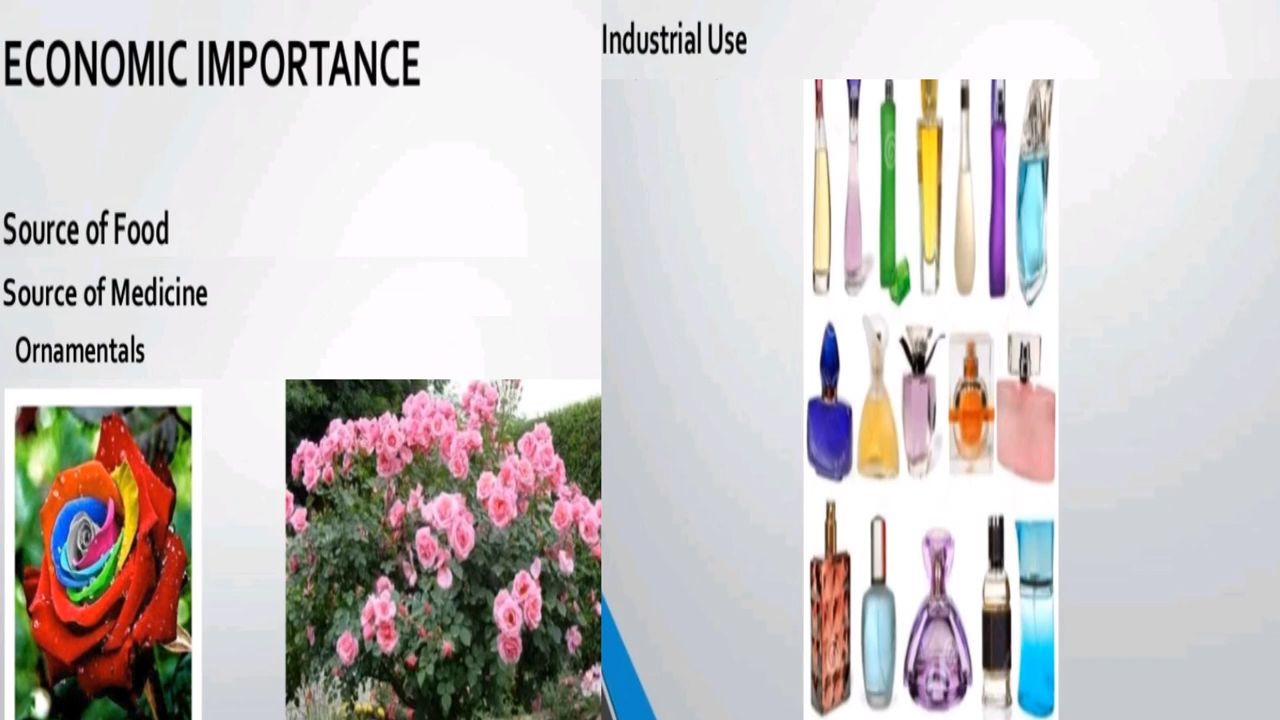 ECONOMIC IMPORTANCE
Source of Food
Source of Medicine
Ornamentals
Industrial Use